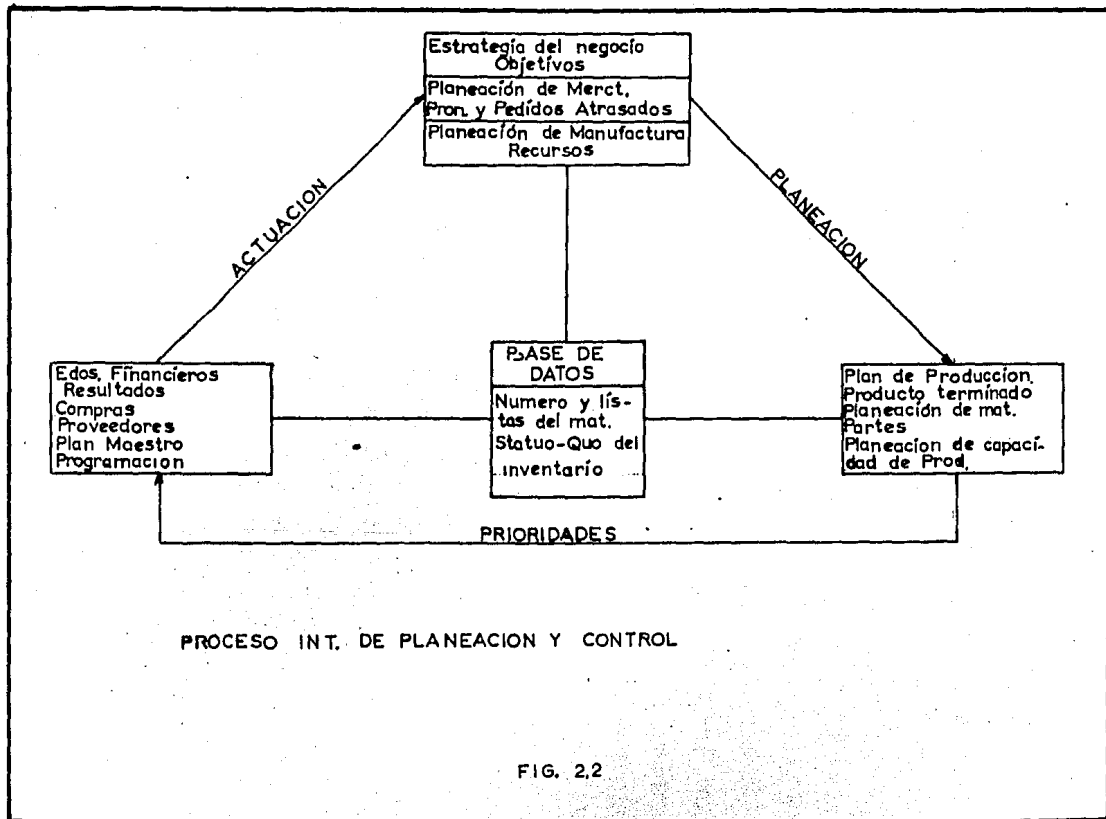 Estrategia del negocio
Objetivos
Planeación de Merct.
Pron. y Pedidos Atrasados
Planeación de Manufactura
Recursos
ACTUACION
PLANEACION
Edos. Financieros
Resultados
Compras
Proveedores
Plan Maestro
Programacion
BASE DE
DATOS
Numero y lis-
tas del mat.
Statuo-Quo del
inventario
Plan de Produccion.
Producto terminado
Planeación de mat.
Partes
Planeacion de capaci-
dad de Prod.
PRIORIDADES
PROCESO INT. DE PLANEACION Y CONTROL
FIG. 2.2